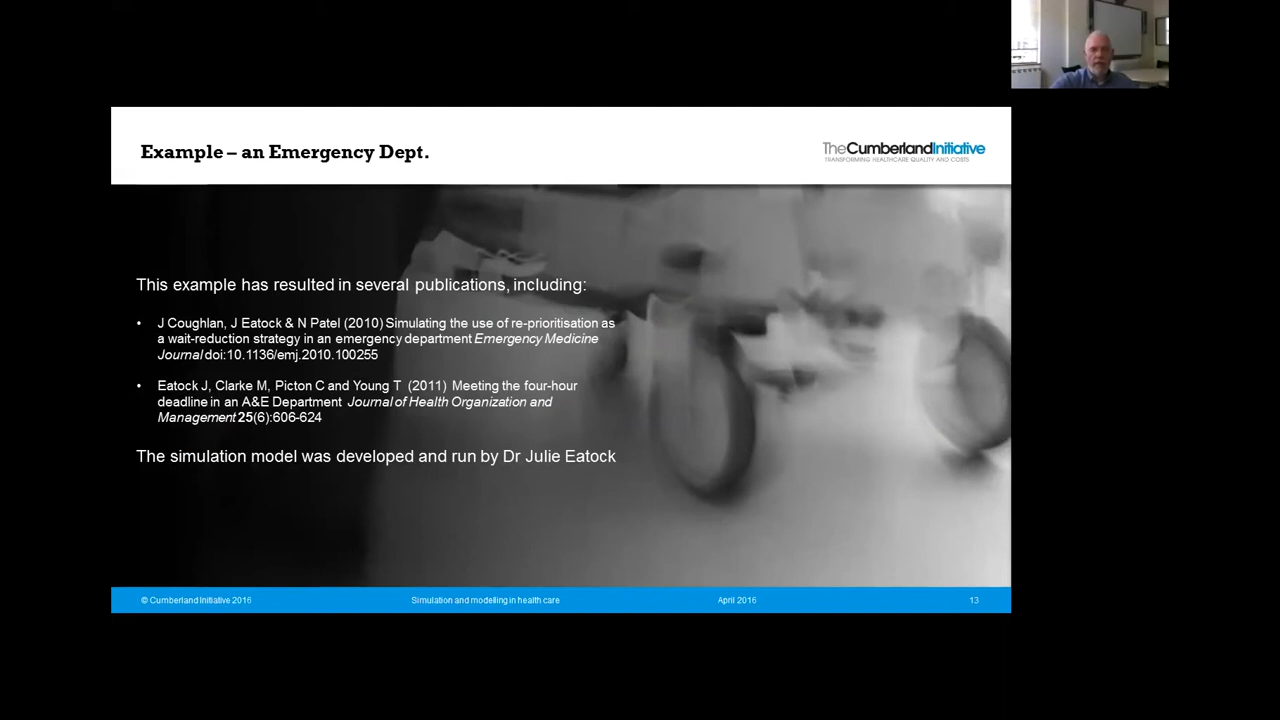 Example – an Emergency Dept.
TheCumberlandInitiative
TRANSFORMING HEALTHCARE QUALITY AND COSTS
This example has resulted in several publications, including:
• J Coughlan, J Eatock & N Patel (2010) Simulating the use of re-prioritisation as
a wait-reduction strategy in an emergency department Emergency Medicine
Journal doi:10.1136/emj.2010.100255
• Eatock J, Clarke M, Picton C and Young T (2011) Meeting the four-hour
deadline in an A&E Department Journal of Health Organization and
Management 25(6):606-624
The simulation model was developed and run by Dr Julie Eatock
© Cumberland Initiative 2016
Simulation and modelling in health care
April 2016
13